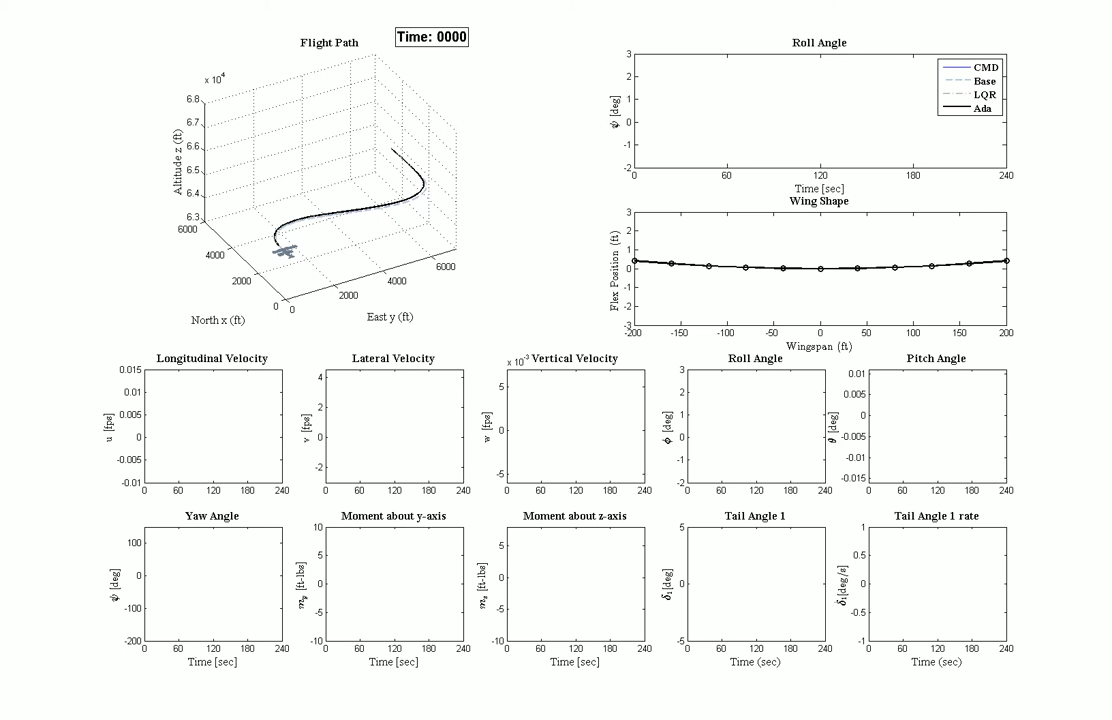 Time: 0000
Flight Path
x 10^4
6.8
6.7
6.6
6.5
6.4
6.3
6000
4000
2000
0
0
2000
4000
6000
Altitude z (ft)
North x (ft)
East y (ft)
Roll Angle
3
2
1
0
-1
-2
0 60 120 180 240
ψ [deg]
Time [sec]
CMD
Base
LQR
Ada
Wing Shape
3
2
1
0
-1
-2
-3
-200 -150 -100 -50 0 50 100 150 200
Flex Position (ft)
Wingspan (ft)
Longitudinal Velocity
0.015
0.01
0.005
0
-0.005
-0.01
0 60 120 180 240
u [fps]
Lateral Velocity
4
2
0
-2
0 60 120 180 240
v [fps]
x 10^-3 Vertical Velocity
5
0
-5
0 60 120 180 240
w [fps]
Roll Angle
3
2
1
0
-1
-2
0 60 120 180 240
ϕ [deg]
Pitch Angle
0.01
0.005
0
-0.005
-0.01
-0.015
0 60 120 180 240
θ [deg]
Yaw Angle
100
0
-100
-200
0 60 120 180 240
ψ [deg]
Time [sec]
Moment about y-axis
10
5
0
-5
-10
0 60 120 180 240
m_y [ft-lbs]
Time [sec]
Moment about z-axis
5
0
-5
-10
0 60 120 180 240
m_z [ft-lbs]
Time [sec]
Tail Angle 1
5
0
-5
0 60 120 180 240
δ₁[deg]
Time (sec)
Tail Angle 1 rate
1
0.5
0
-0.5
-1
0 60 120 180 240
δ̇₁[deg/s]
Time (sec)